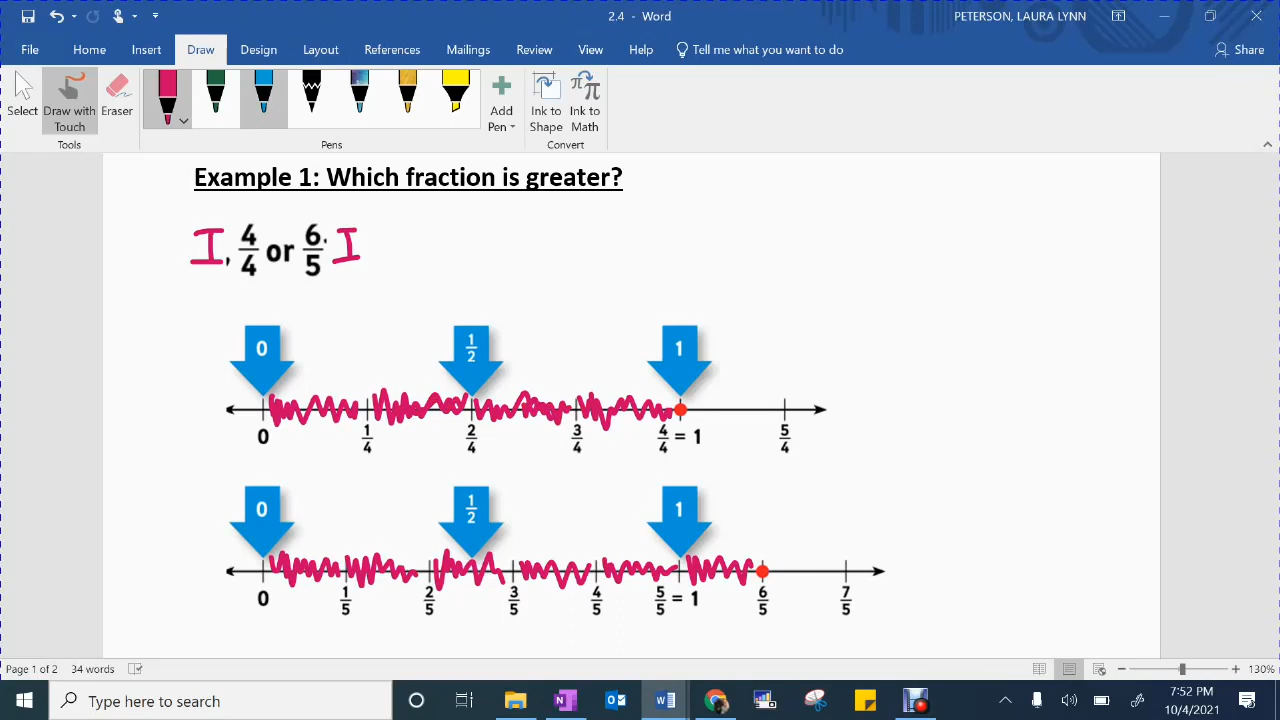 2.4 - Word
PETERSON, LAURA LYNN
File Home Insert Draw Design Layout References Mailings Review View Help Tell me what you want to do Share
Select Draw with Touch Eraser Add Pen Ink to Shape Ink to Math
Tools Pens Convert
Example 1: Which fraction is greater?
I, 4/4 or 6/5. I
0 1/2 1
0 1/4 2/4 3/4 4/4 = 1 5/4
0 1/2 1
0 1/5 2/5 3/5 4/5 5/5 = 1 6/5 7/5
Page 1 of 2 34 words 130%
Type here to search
7:52 PM
10/4/2021